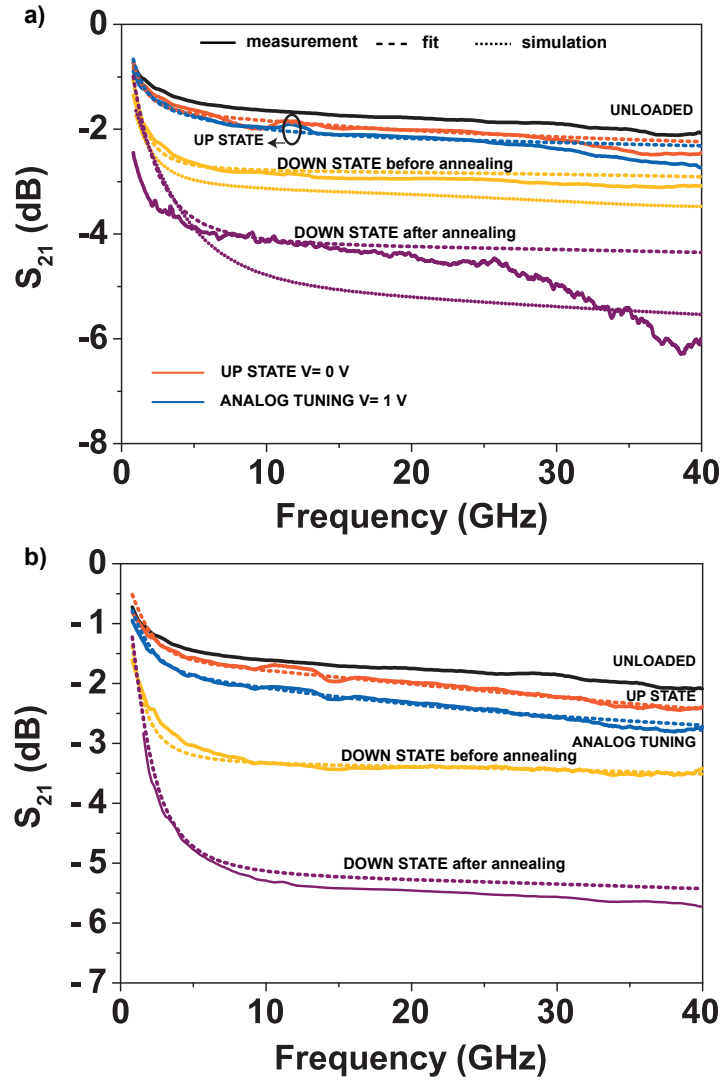 a)
0
-2
-4
-6
-8
S21 (dB)
measurement fit simulation
UNLOADED
UP STATE
DOWN STATE before annealing
DOWN STATE after annealing
UP STATE V= 0 V
ANALOG TUNING V= 1 V
0 10 20 30 40
Frequency (GHz)
b)
0
- 1
- 2
- 3
- 4
- 5
- 6
- 7
S21 (dB)
UNLOADED
UP STATE
ANALOG TUNING
DOWN STATE before annealing
DOWN STATE after annealing
0 10 20 30 40
Frequency (GHz)